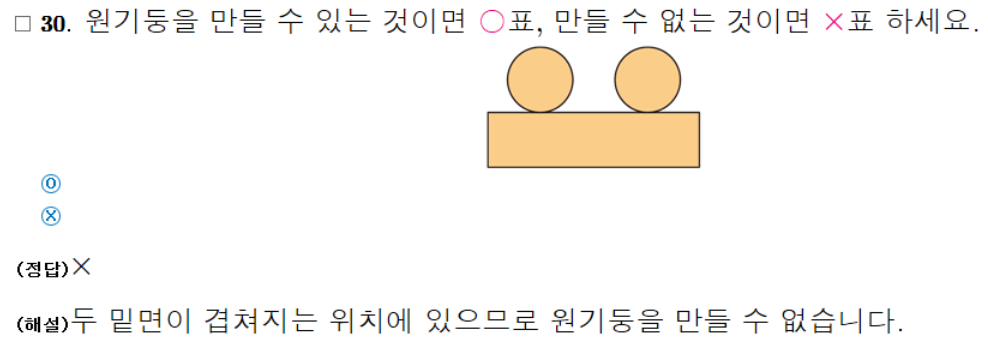 □ 30. 원기둥을 만들 수 있는 것이면 ○표, 만들 수 없는 것이면 ×표 하세요.
ⓞ
ⓧ
(정답)×
(해설)두 밑면이 겹쳐지는 위치에 있으므로 원기둥을 만들 수 없습니다.